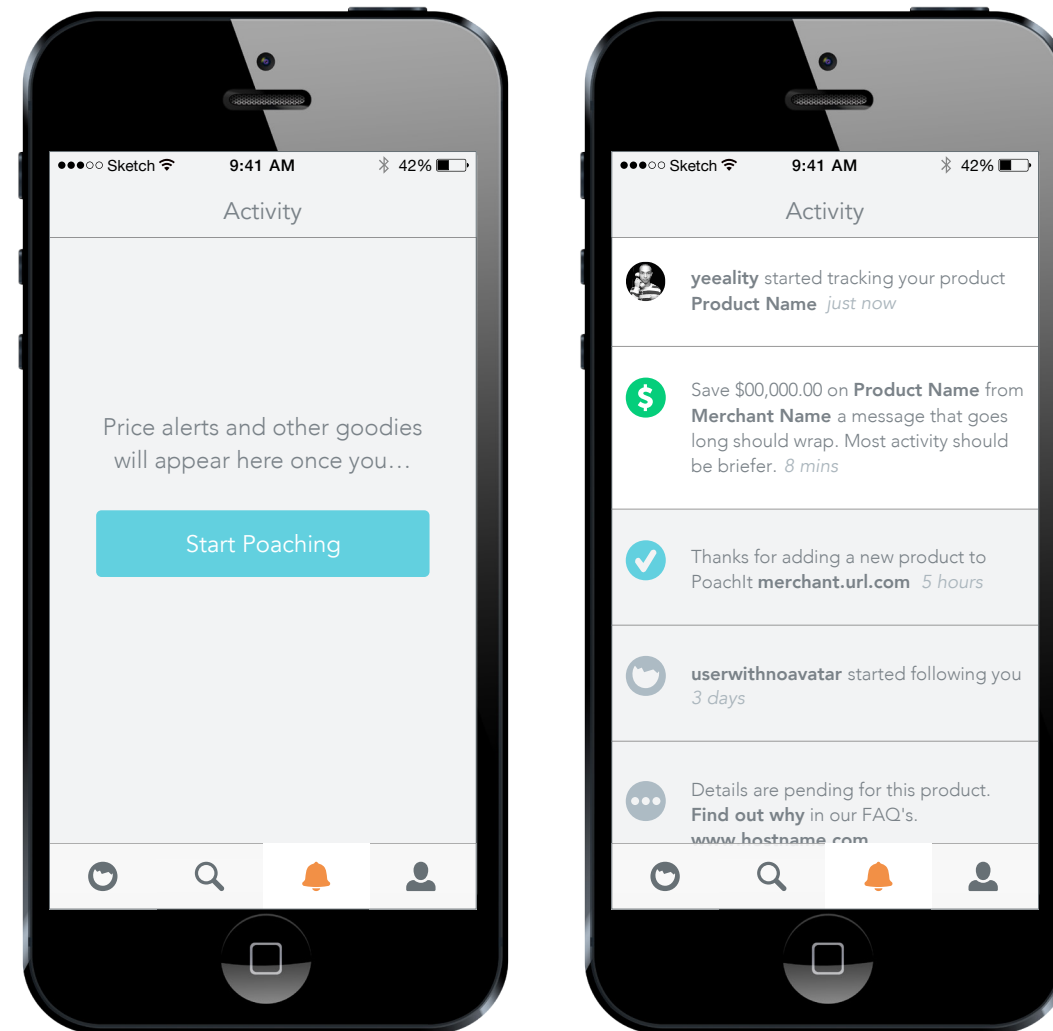 ●●●○○ Sketch 9:41 AM 42%
Activity
Price alerts and other goodies
will appear here once you…
Start Poaching
●●●○○ Sketch 9:41 AM 42%
Activity
yeeality started tracking your product
Product Name just now
Save $00,000.00 on Product Name from
Merchant Name a message that goes
long should wrap. Most activity should
be briefer. 8 mins
Thanks for adding a new product to
PoachIt merchant.url.com 5 hours
userwithnoavatar started following you
3 days
Details are pending for this product.
Find out why in our FAQ's.
www.hostname.com